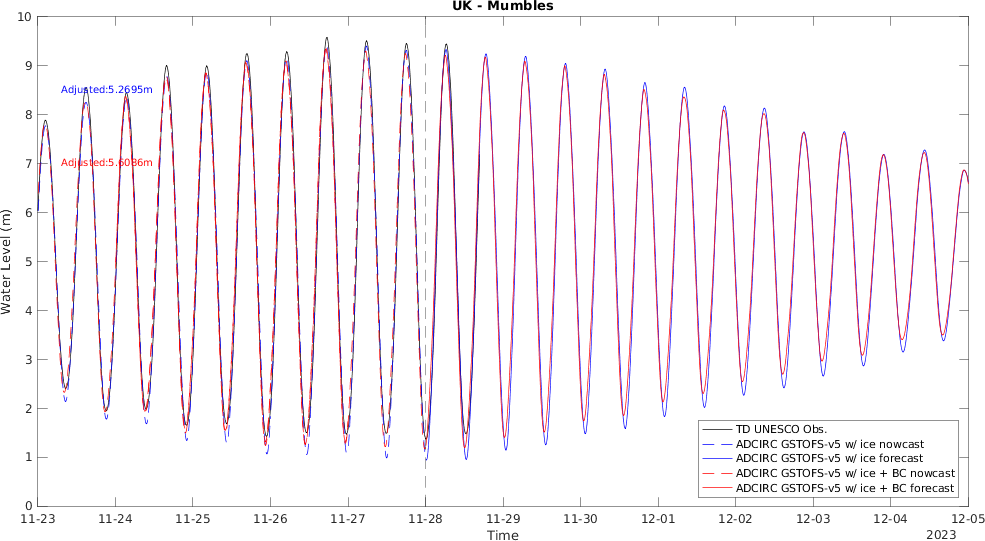 UK - Mumbles
10
9
8
7
6
5
4
3
2
1
0
Water Level (m)
Adjusted:5.2695m
Adjusted:5.6086m
TD UNESCO Obs.
ADCIRC GSTOFS-v5 w/ ice nowcast
ADCIRC GSTOFS-v5 w/ ice forecast
ADCIRC GSTOFS-v5 w/ ice + BC nowcast
ADCIRC GSTOFS-v5 w/ ice + BC forecast
11-23 11-24 11-25 11-26 11-27 11-28 11-29 11-30 12-01 12-02 12-03 12-04 12-05
Time
2023